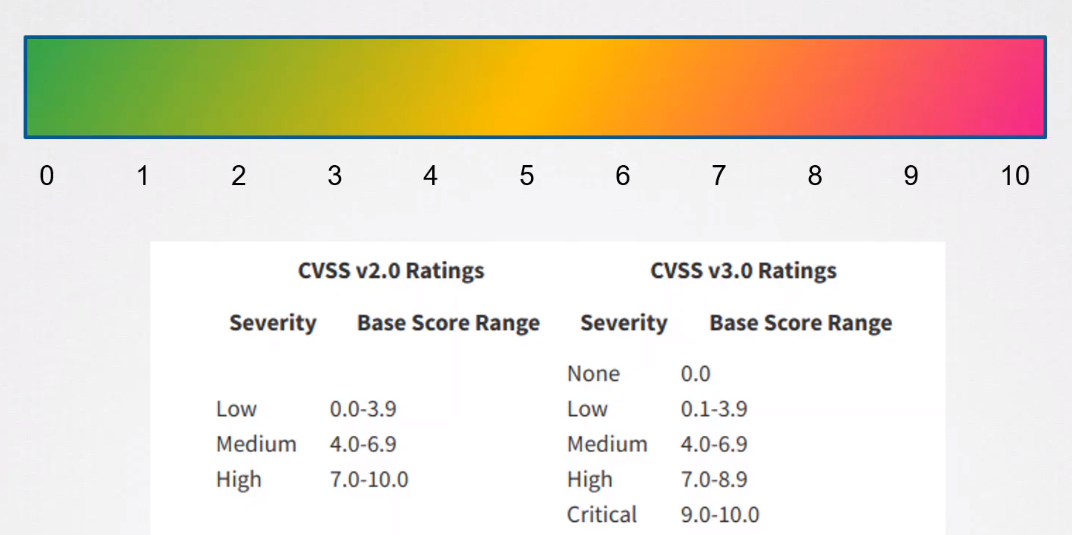 0 1 2 3 4 5 6 7 8 9 10
CVSS v2.0 Ratings CVSS v3.0 Ratings
Severity Base Score Range Severity Base Score Range
None 0.0
Low 0.0-3.9 Low 0.1-3.9
Medium 4.0-6.9 Medium 4.0-6.9
High 7.0-10.0 High 7.0-8.9
Critical 9.0-10.0